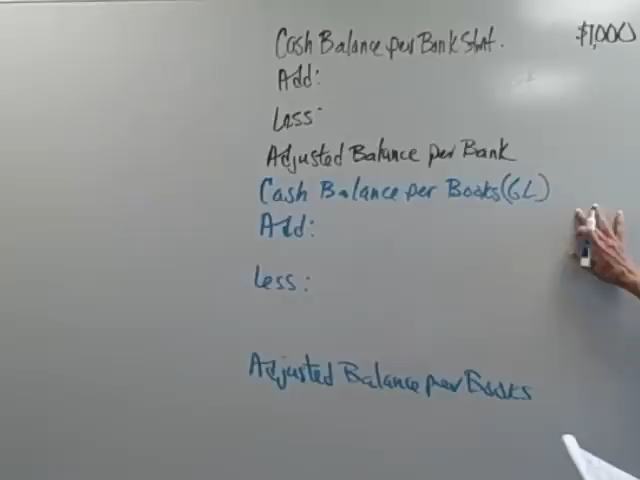 Cash Balance per Bank Stmt. $1,000
Add:
Less:
Adjusted Balance per Bank
Cash Balance per Books (GL)
Add:
Less:
Adjusted Balance per Books